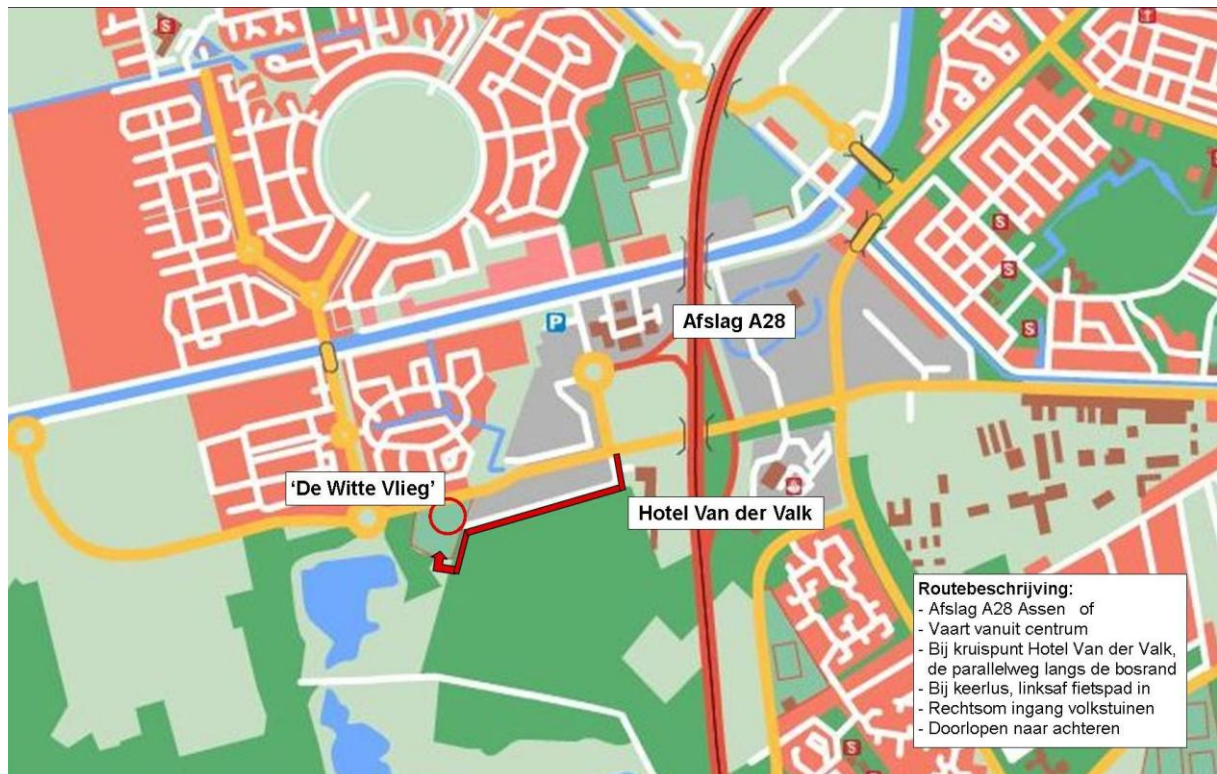 S
S
S
S
S
Afslag A28
P
'De Witte Vlieg'
Hotel Van der Valk
Routebeschrijving:
- Afslag A28 Assen of
- Vaart vanuit centrum
- Bij kruispunt Hotel Van der Valk,
de parallelweg langs de bosrand
- Bij keerlus, linksaf fietspad in
- Rechtsom ingang volkstuinen
- Doorlopen naar achteren
S
S